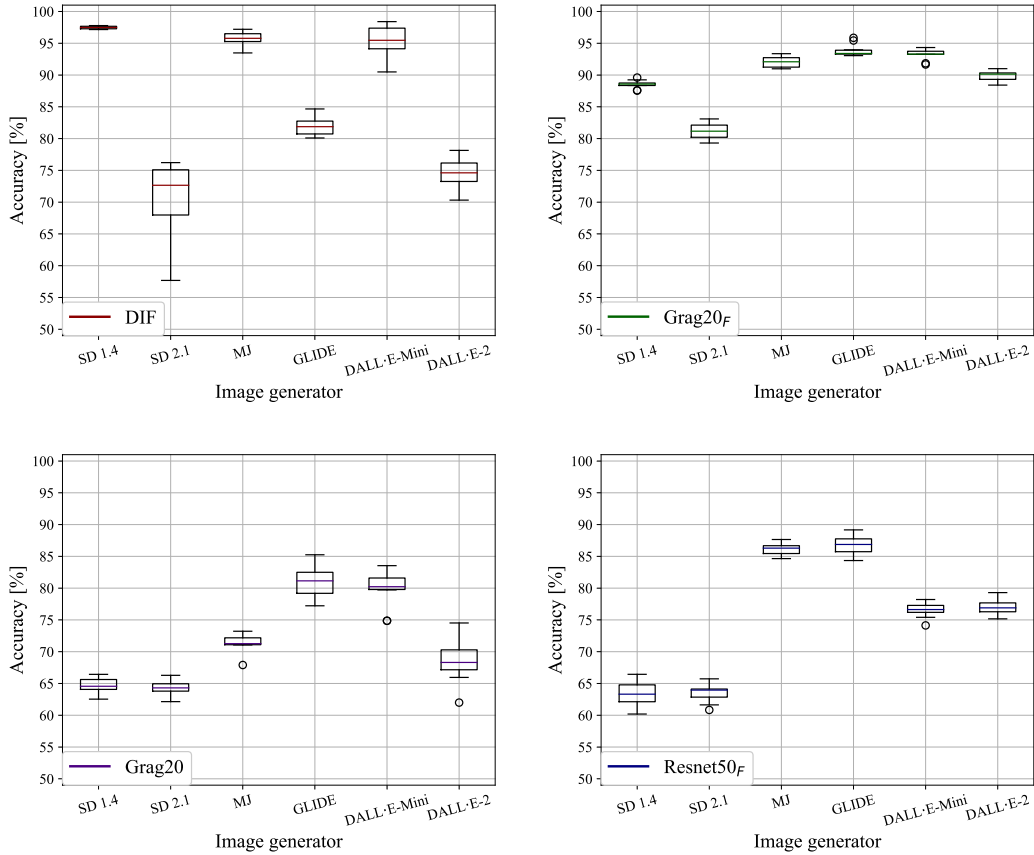 100
95
90
85
80
75
70
65
60
55
50
Accuracy [%]
DIF
SD 1.4
SD 2.1
MJ
GLIDE
DALL·E-Mini
DALL·E-2
Image generator
100
95
90
85
80
75
70
65
60
55
50
Accuracy [%]
Grag20F
SD 1.4
SD 2.1
MJ
GLIDE
DALL·E-Mini
DALL·E-2
Image generator
100
95
90
85
80
75
70
65
60
55
50
Accuracy [%]
Grag20
SD 1.4
SD 2.1
MJ
GLIDE
DALL·E-Mini
DALL·E-2
Image generator
100
95
90
85
80
75
70
65
60
55
50
Accuracy [%]
Resnet50F
SD 1.4
SD 2.1
MJ
GLIDE
DALL·E-Mini
DALL·E-2
Image generator